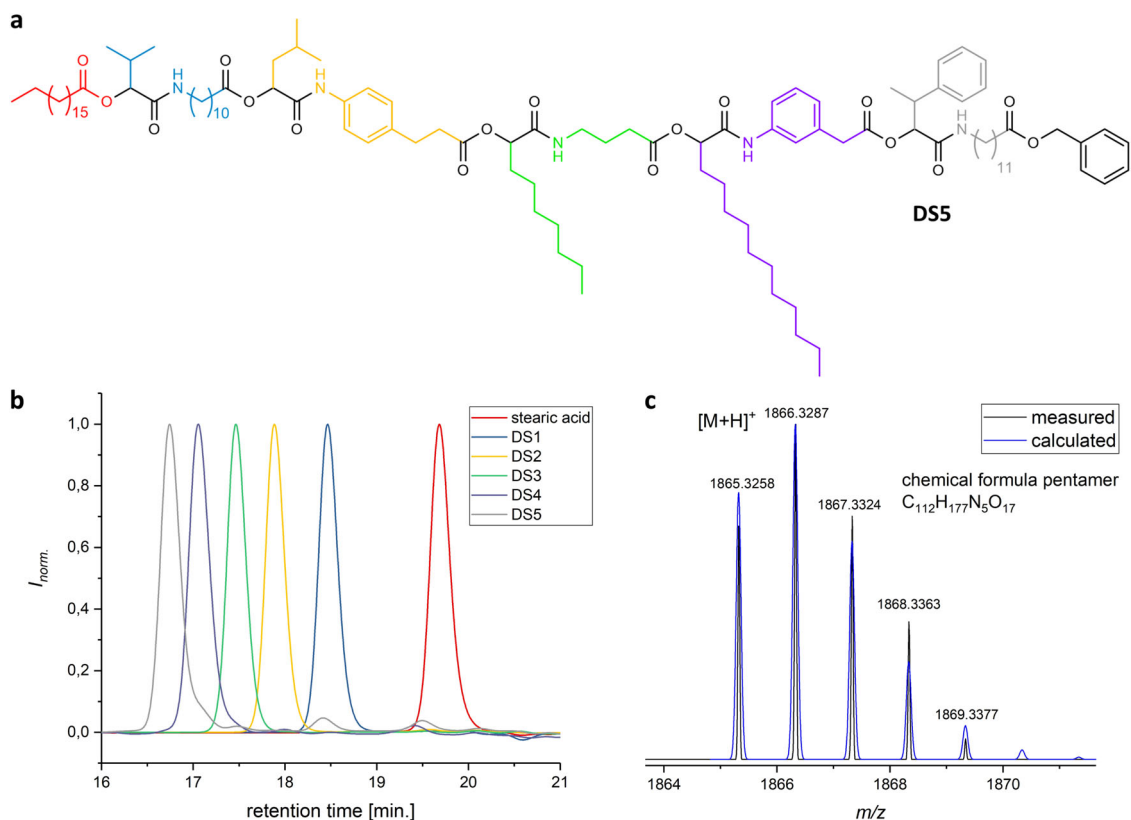 a
O
O
15
O
H
N
10
O
O
O
O
H
N
O
O
O
O
N
H
O
O
O
O
N
H
O
O
O
H
N
11
O
O
DS5
b
1,0
0,8
0,6
0,4
0,2
0,0
I norm.
16 17 18 19 20 21
retention time [min.]
stearic acid
DS1
DS2
DS3
DS4
DS5
c
[M+H]+
1866.3287
1865.3258
1867.3324
1868.3363
1869.3377
measured
calculated
chemical formula pentamer
C112H177N5O17
1864 1866 1868 1870
m/z